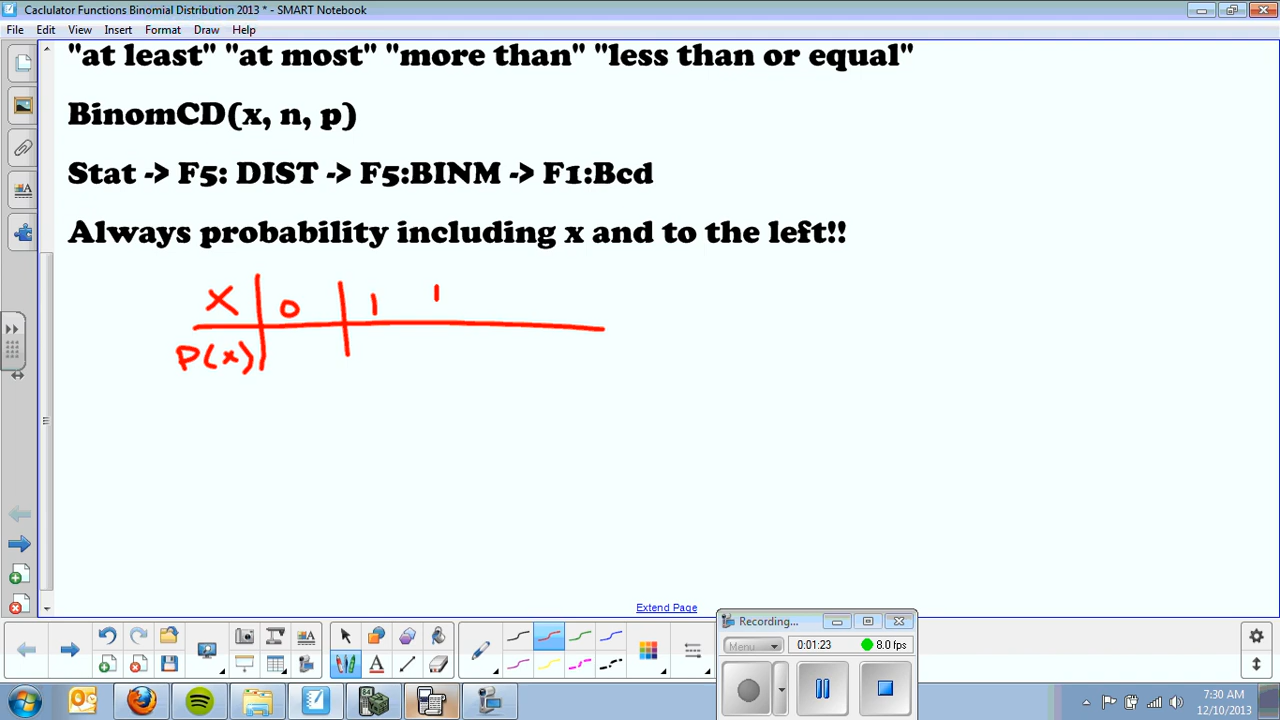 Caclulator Functions Binomial Distribution 2013 * - SMART Notebook
File Edit View Insert Format Draw Help
"at least" "at most" "more than" "less than or equal"
BinomCD(x, n, p)
Stat -> F5: DIST -> F5:BINM -> F1:Bcd
Always probability including x and to the left!!
X 0 1
P(x)
Extend Page
Recording...
Menu 0:01:23 8.0 fps
7:30 AM
12/10/2013